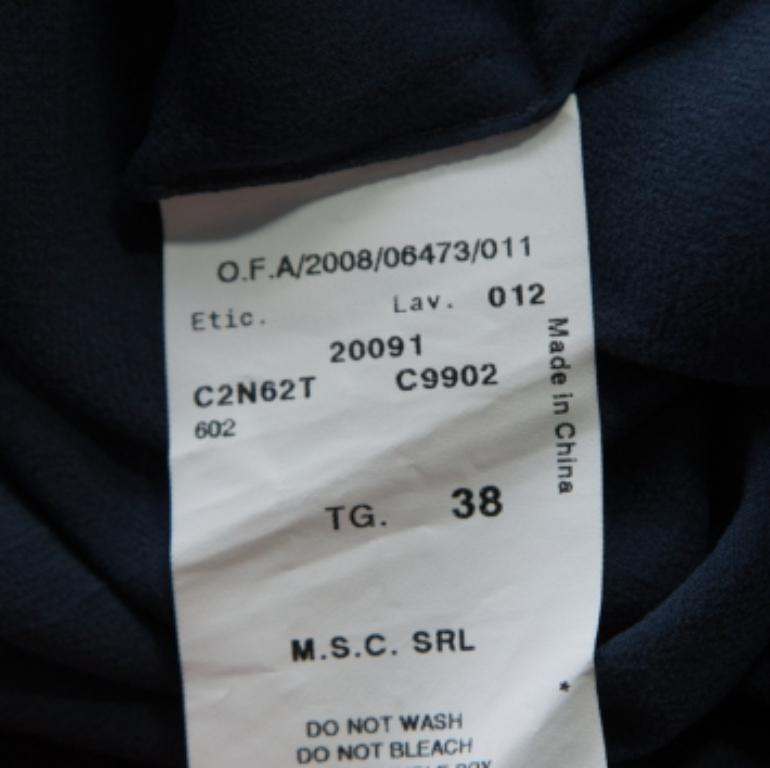 O.F.A/2008/06473/011
Etic. Lav. 012
20091
C2N62T C9902
602
Made in China
TG. 38
M.S.C. SRL
*
DO NOT WASH
DO NOT BLEACH